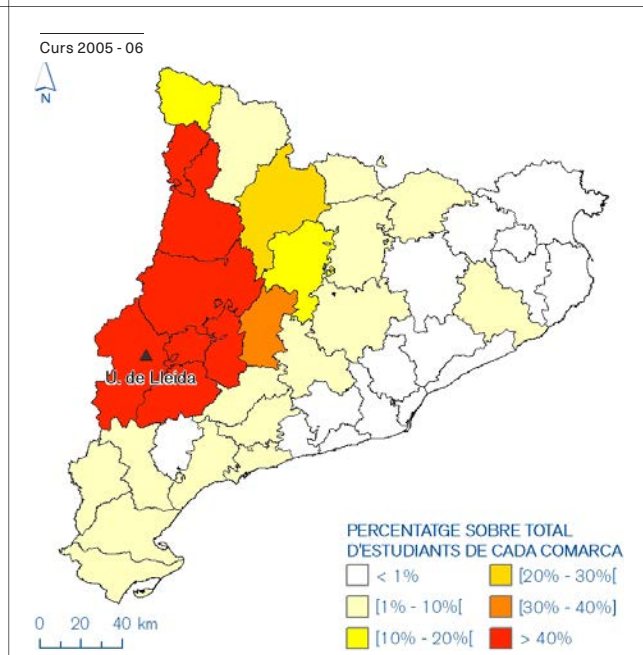 Curs 2005 - 06
N
U. de Lleida
PERCENTATGE SOBRE TOTAL
D'ESTUDIANTS DE CADA COMARCA
< 1%
[1% - 10%[
[10% - 20%[
[20% - 30%[
[30% - 40%]
> 40%
0 20 40 km